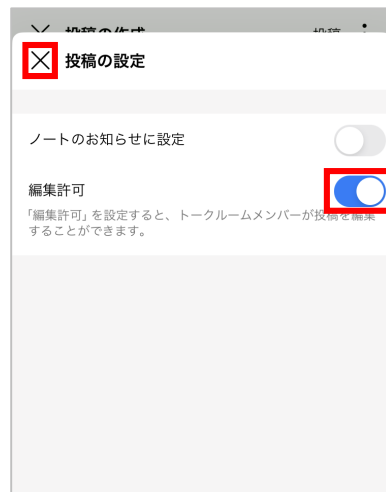 投稿の作成 投稿
投稿の設定
ノートのお知らせに設定
編集許可
「編集許可」を設定すると、トークルームメンバーが投稿を編集
することができます。